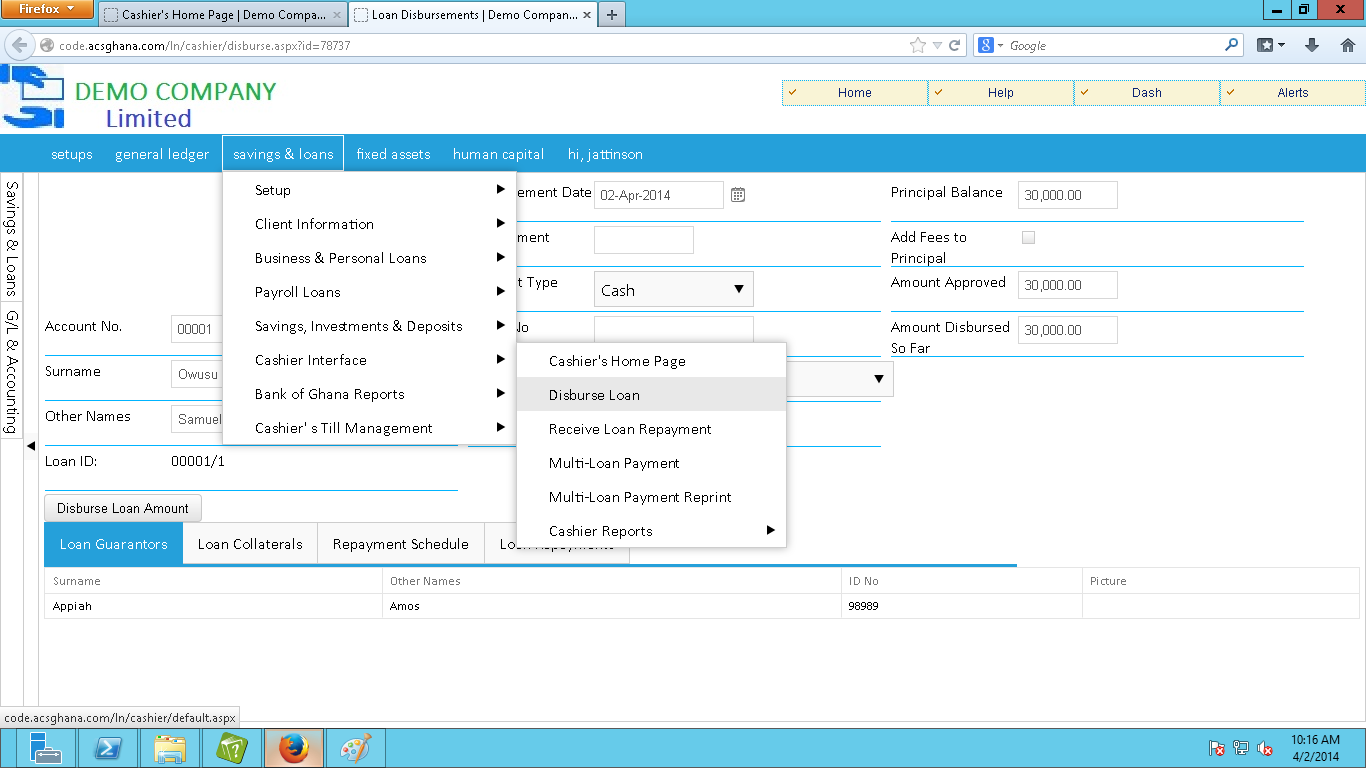 Firefox
Cashier's Home Page | Demo Compa...
Loan Disbursements | Demo Compan...
code.acsghana.com/ln/cashier/disburse.aspx?id=78737
Google
DEMO COMPANY
Limited
Home
Help
Dash
Alerts
setups
general ledger
savings & loans
fixed assets
human capital
hi, jattinson
Savings & Loans
G/L & Accounting
Setup
Client Information
Business & Personal Loans
Payroll Loans
Savings, Investments & Deposits
Cashier Interface
Bank of Ghana Reports
Cashier' s Till Management
Cashier's Home Page
Disburse Loan
Receive Loan Repayment
Multi-Loan Payment
Multi-Loan Payment Reprint
Cashier Reports
ement Date
02-Apr-2014
Principal Balance
30,000.00
ment
Add Fees to
Principal
t Type
Cash
Amount Approved
30,000.00
Account No.
00001
No
Amount Disbursed
So Far
30,000.00
Surname
Owusu
Other Names
Samuel
Loan ID:
00001/1
Disburse Loan Amount
Loan Guarantors
Loan Collaterals
Repayment Schedule
Surname
Other Names
ID No
Picture
Appiah
Amos
98989
code.acsghana.com/ln/cashier/default.aspx
10:16 AM
4/2/2014